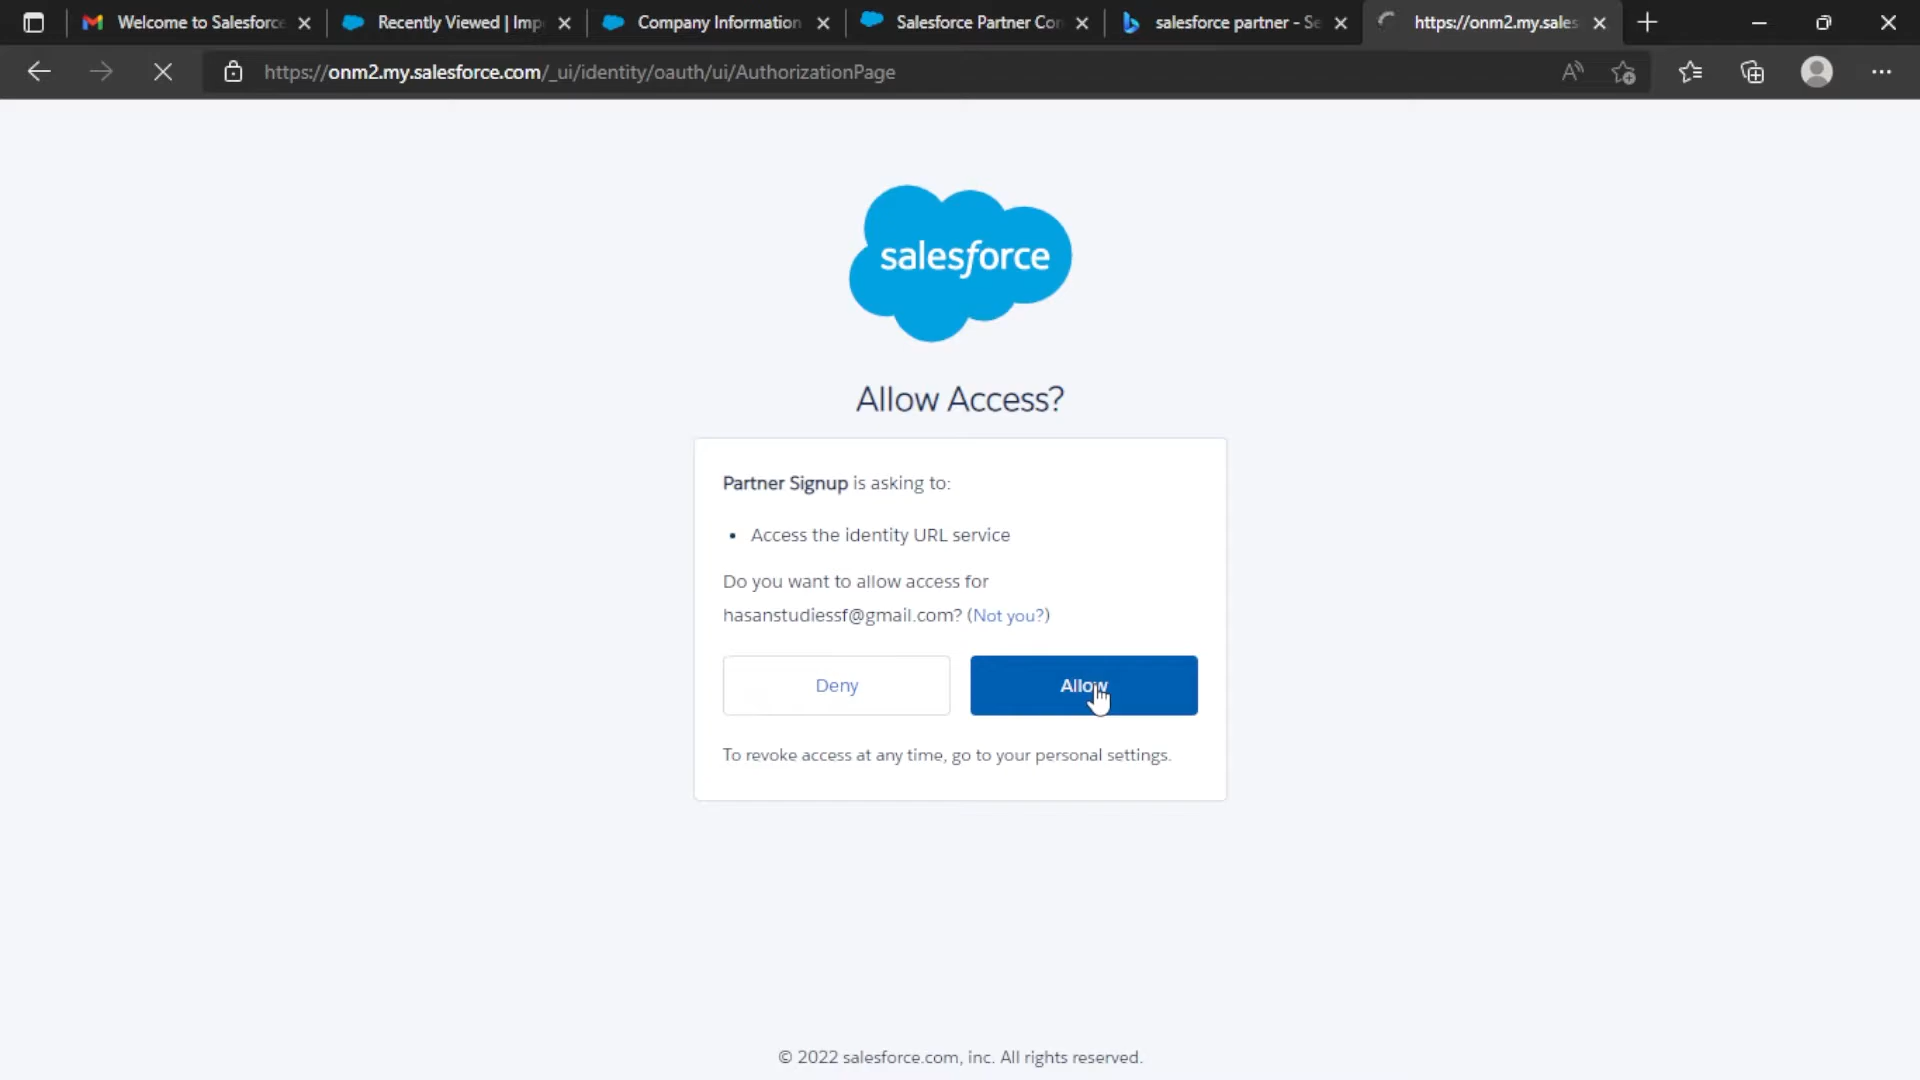 Welcome to Salesforce
Recently Viewed | Imp
Company Information
Salesforce Partner Con
salesforce partner - Se
https://onm2.my.sales
https://onm2.my.salesforce.com/_ui/identity/oauth/ui/AuthorizationPage
salesforce
Allow Access?
Partner Signup is asking to:
• Access the identity URL service
Do you want to allow access for
hasanstudiessf@gmail.com? (Not you?)
Deny
Allow
To revoke access at any time, go to your personal settings.
© 2022 salesforce.com, inc. All rights reserved.